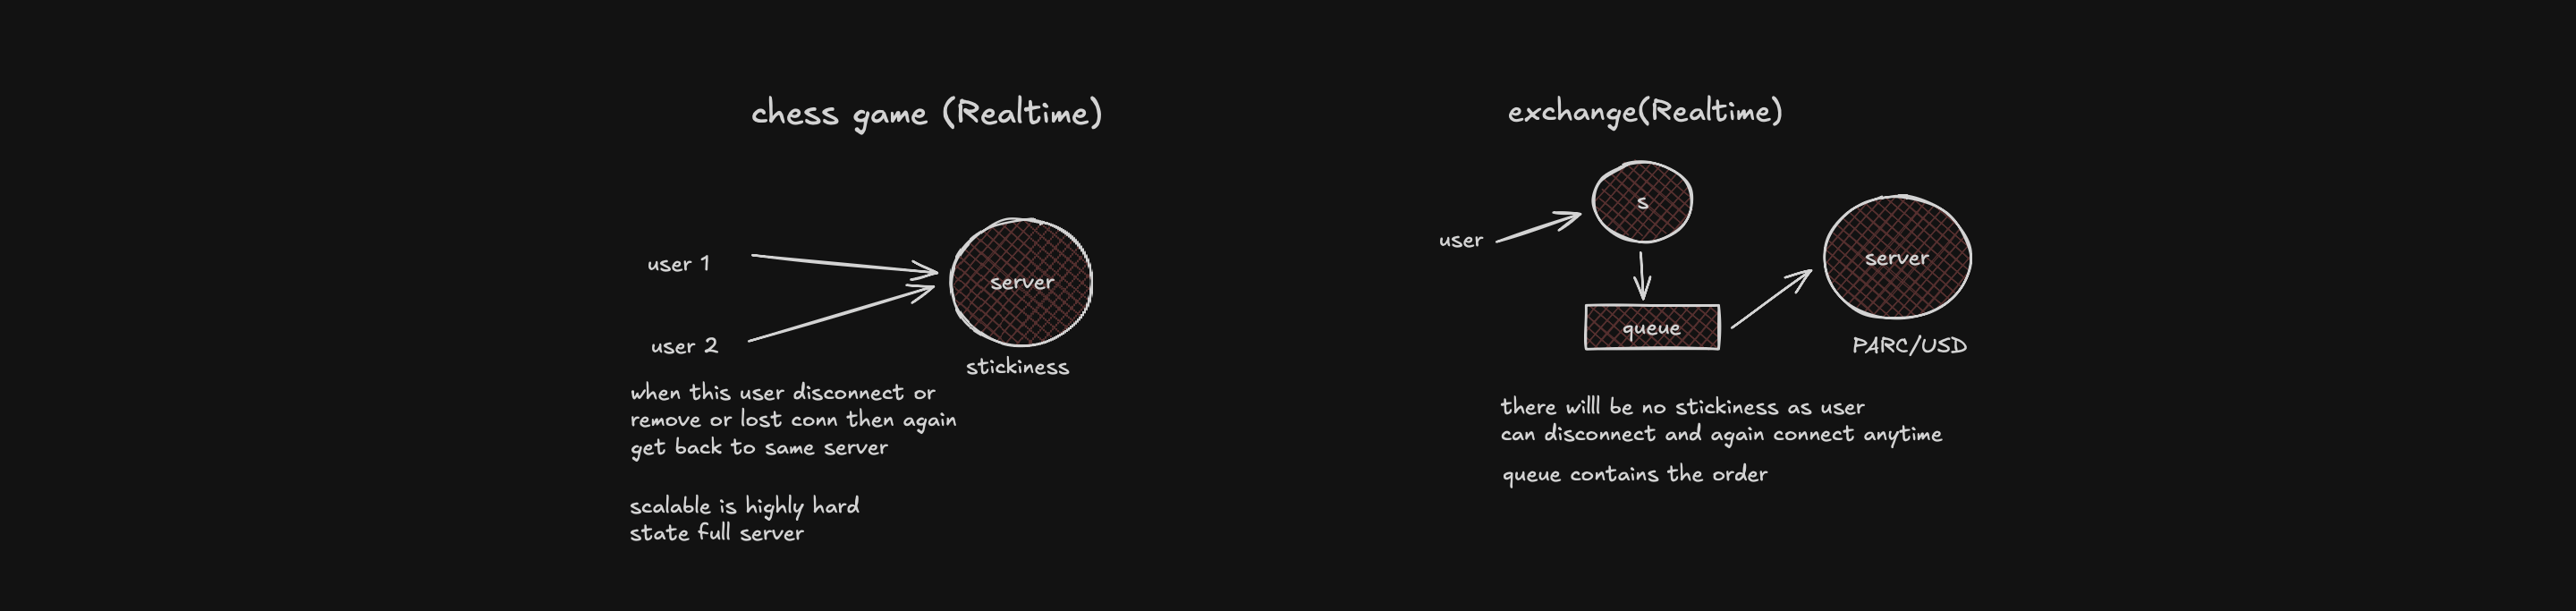 chess game (Realtime)
user 1
user 2
server
stickiness
when this user disconnect or
remove or lost conn then again
get back to same server
scalable is highly hard
state full server
exchange(Realtime)
s
user
queue
server
PARC/USD
there willl be no stickiness as user
can disconnect and again connect anytime
queue contains the order